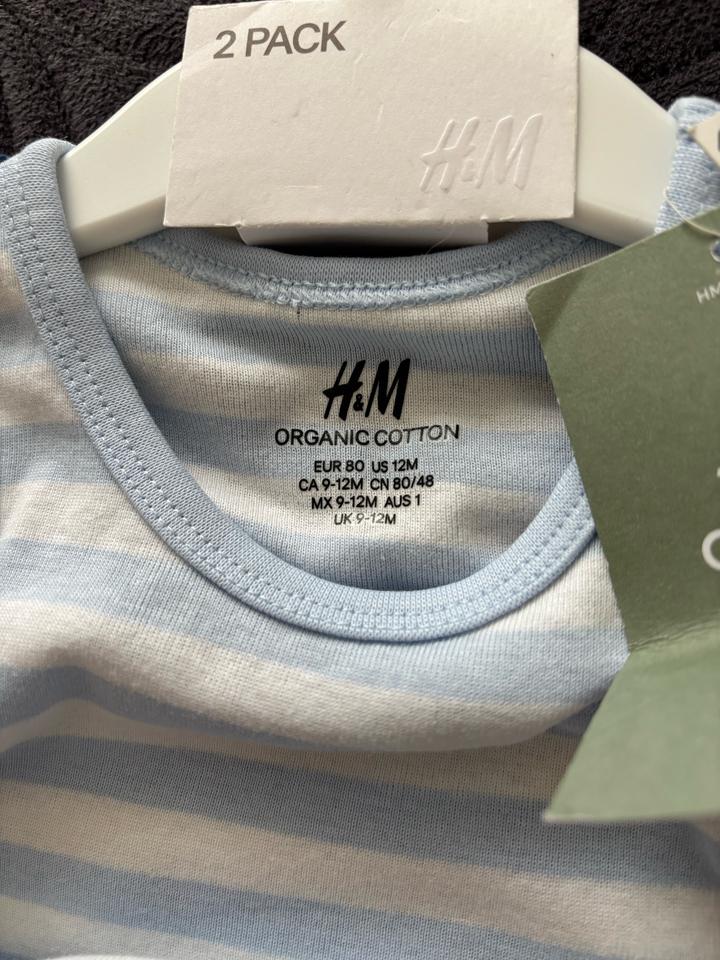 2 PACK
H&M
H&M
ORGANIC COTTON
EUR 80 US 12M
CA 9-12M CN 80/48
MX 9-12M AUS 1
UK 9-12M
HM